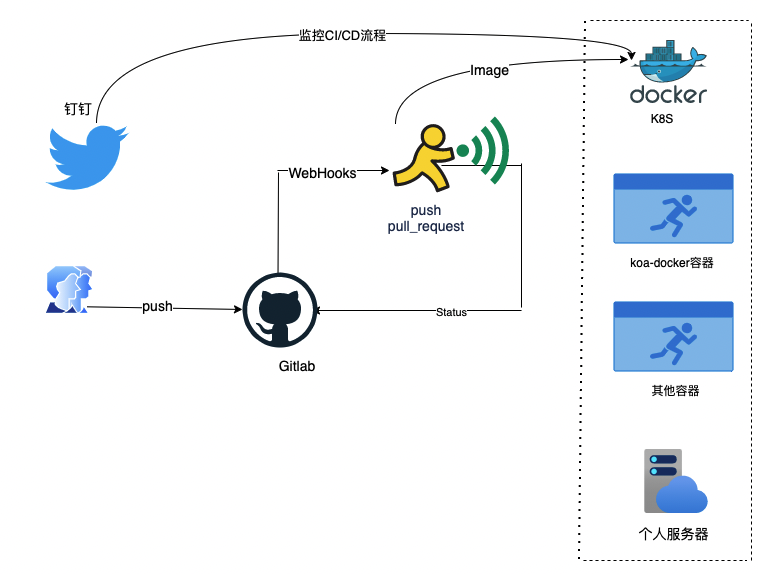 监控CI/CD流程
Image
钉钉
docker
K8S
WebHooks
push
pull_request
koa-docker容器
push
Status
Gitlab
其他容器
个人服务器